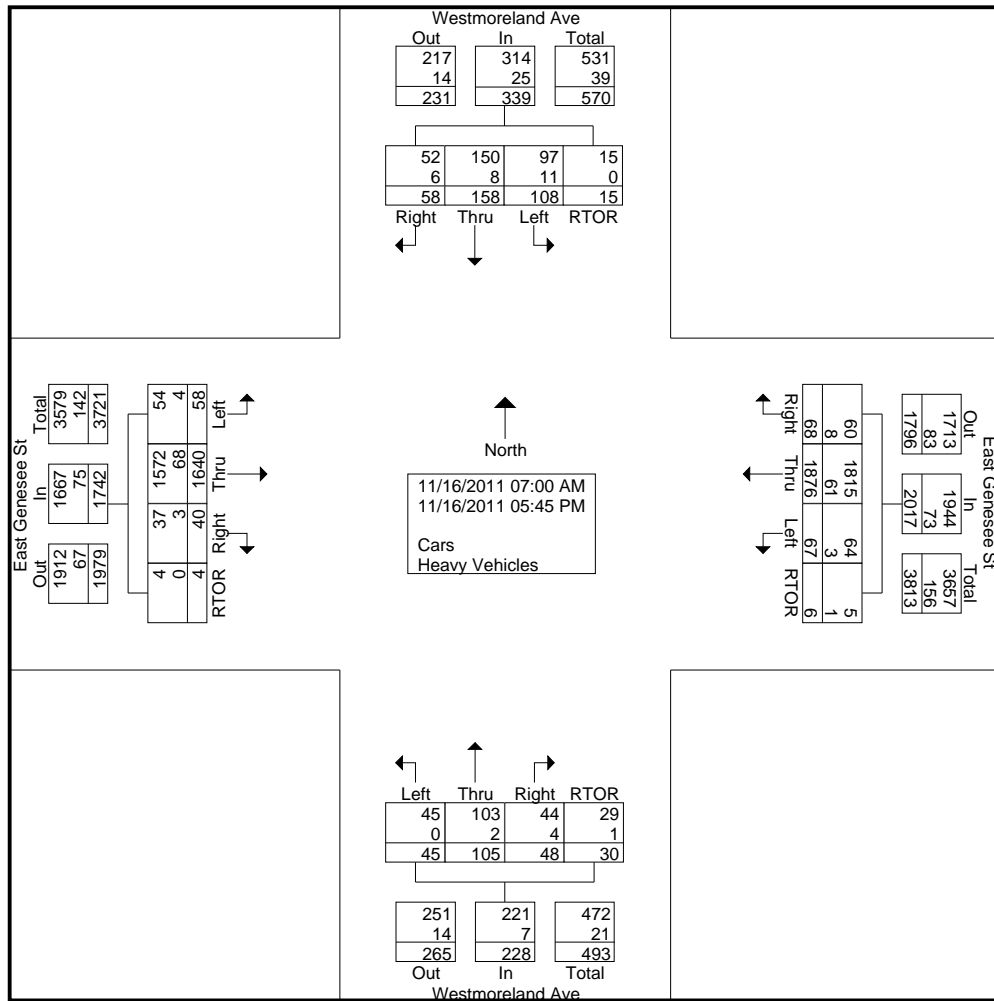 Westmoreland Ave
Out In Total
217 314 531
14 25 39
231 339 570
52 150 97 15
6 8 11 0
58 158 108 15
Right Thru Left RTOR
East Genesee St
Total In Out
3579 1667 1912
142 75 67
3721 1742 1979
54 1572 37 4
4 68 3 0
58 1640 40 4
Left Thru Right RTOR
North
11/16/2011 07:00 AM
11/16/2011 05:45 PM
Cars
Heavy Vehicles
Right Thru Left RTOR
60 1815 64 5
8 61 3 1
68 1876 67 6
Out In Total
1713 1944 3657
83 73 156
1796 2017 3813
East Genesee St
Left Thru Right RTOR
45 103 44 29
0 2 4 1
45 105 48 30
251 221 472
14 7 21
265 228 493
Out In Total
Westmoreland Ave